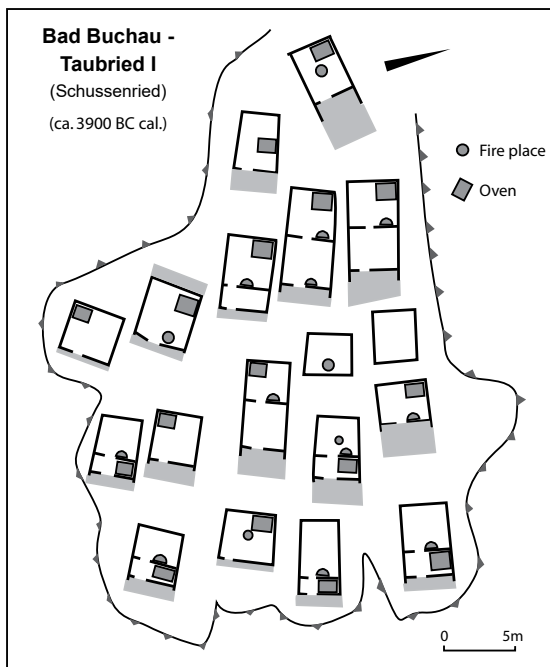 Bad Buchau -
Taubried I
(Schussenried)
(ca. 3900 BC cal.)
Fire place
Oven
0 5m